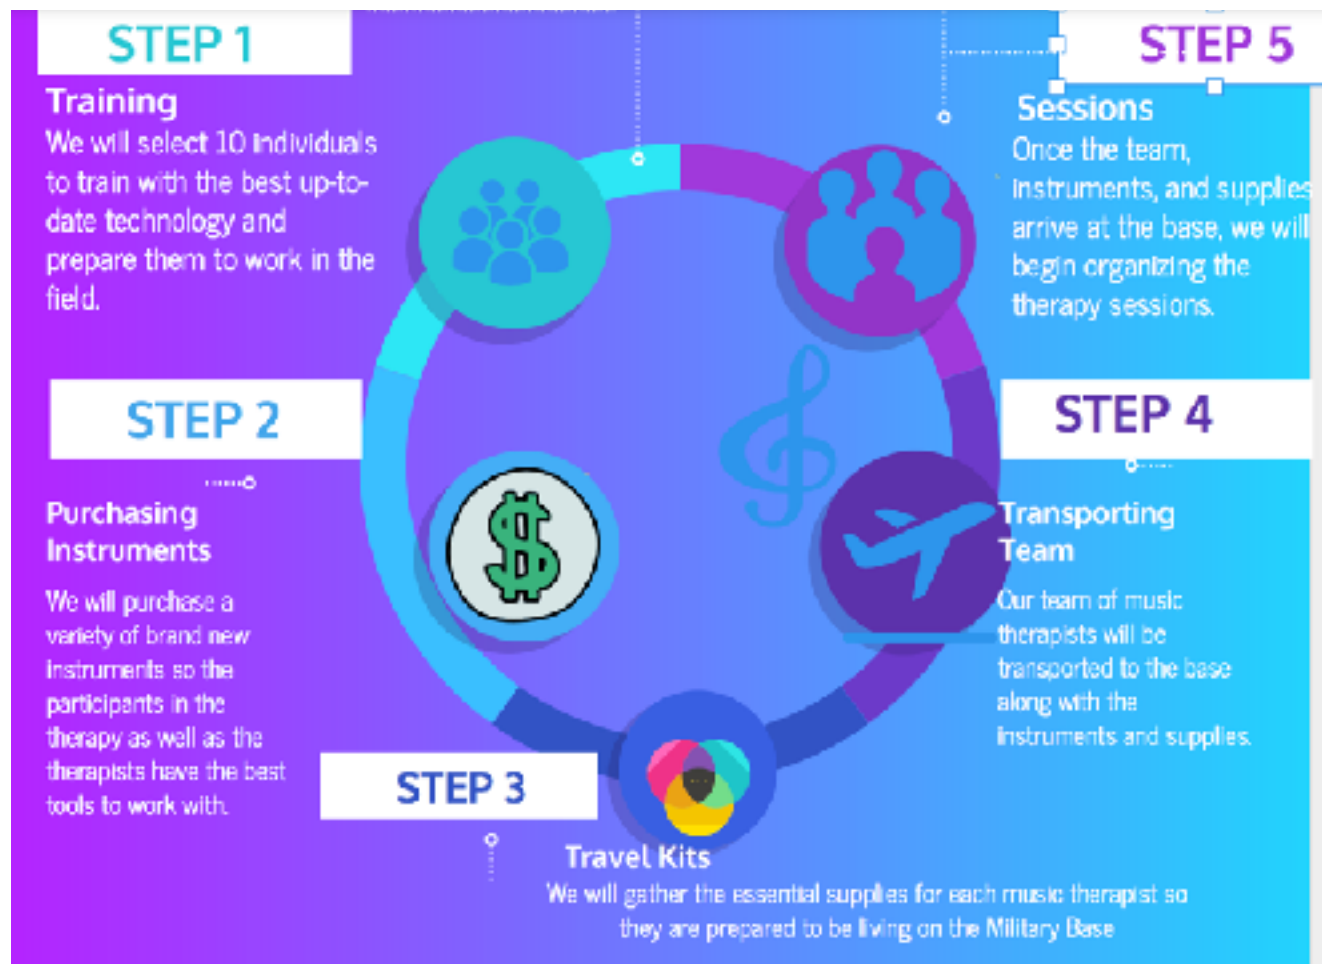 STEP 1
Training
We will select 10 individuals
to train with the best up-to-
date technology and
prepare them to work in the
field.
STEP 2
Purchasing
Instruments
We will purchase a
variety of brand new
instruments so the
participants in the
therapy as well as the
therapists have the best
tools to work with.
STEP 3
Travel Kits
We will gather the essential supplies for each music therapist so
they are prepared to be living on the Military Base
STEP 4
Transporting
Team
Our team of music
therapists will be
transported to the base
along with the
instruments and supplies.
STEP 5
Sessions
Once the team,
instruments, and supplies
arrive at the base, we will
begin organizing the
therapy sessions.